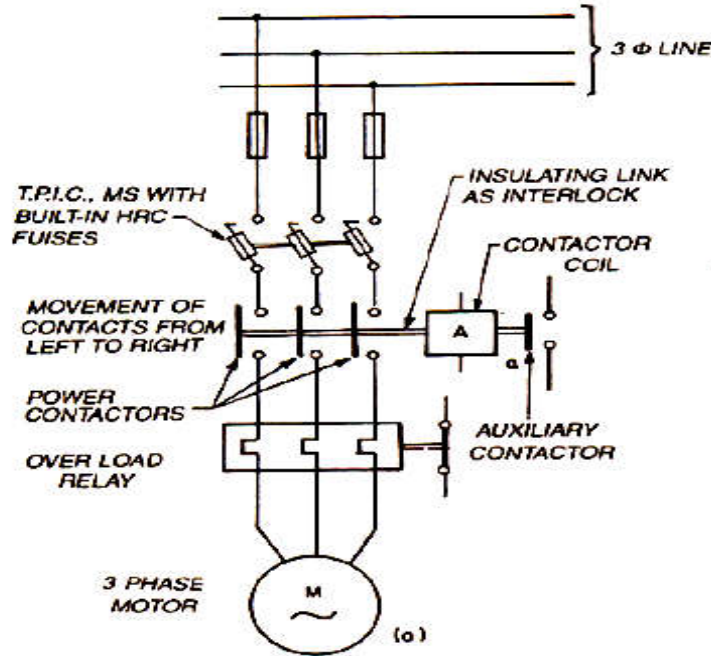 3 Φ LINE
T.P.I.C., MS WITH
BUILT-IN HRC
FUISES
INSULATING LINK
AS INTERLOCK
CONTACTOR
COIL
MOVEMENT OF
CONTACTS FROM
LEFT TO RIGHT
A
a
POWER
CONTACTORS
AUXILIARY
CONTACTOR
OVER LOAD
RELAY
3 PHASE
MOTOR
M
(a)